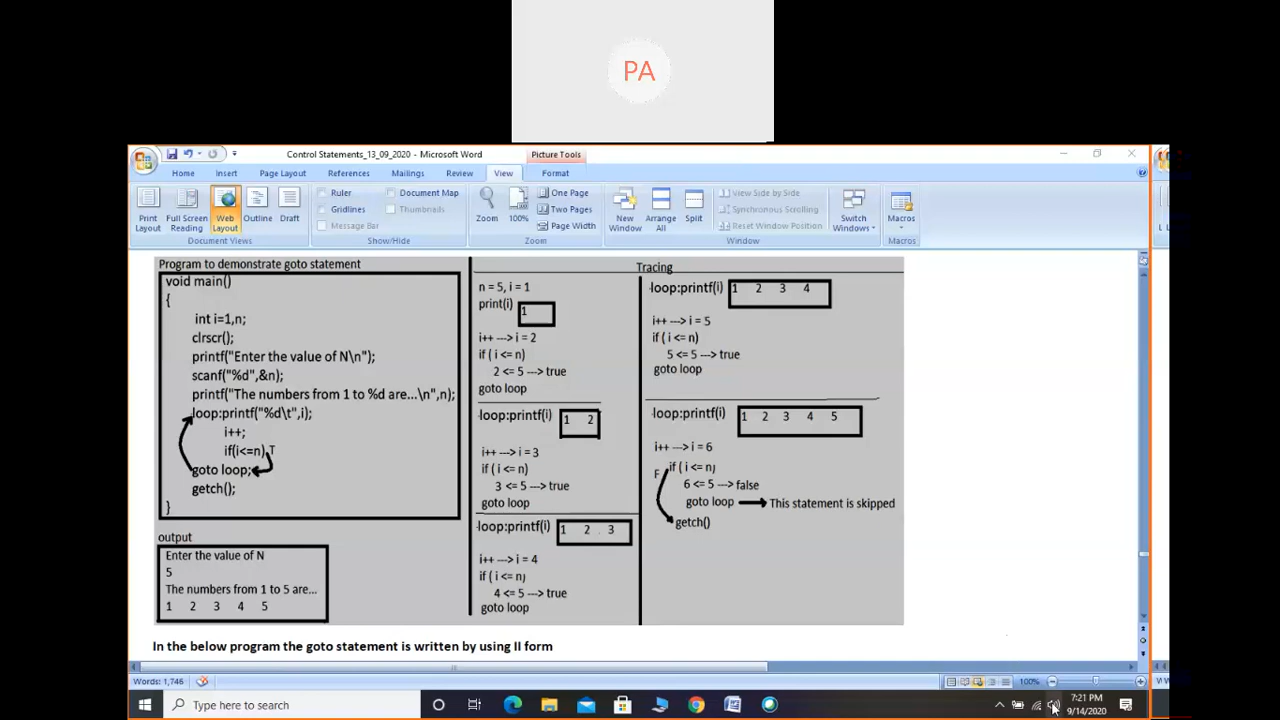 PA
Control Statements_13_09_2020 - Microsoft Word
Picture Tools
Home Insert Page Layout References Mailings Review View Format
Print Layout
Full Screen Reading
Web Layout
Outline
Draft
Document Views
Ruler
Gridlines
Message Bar
Document Map
Thumbnails
Show/Hide
Zoom
100%
One Page
Two Pages
Page Width
Zoom
New Window
Arrange All
Split
View Side by Side
Synchronous Scrolling
Reset Window Position
Window
Switch Windows
Macros
Macros
Program to demonstrate goto statement
void main()
{
int i=1,n;
clrscr();
printf("Enter the value of N\n");
scanf("%d",&n);
printf("The numbers from 1 to %d are...\n",n);
loop:printf("%d\t",i);
i++;
if(i<=n) T
goto loop;
getch();
}
output
Enter the value of N
5
The numbers from 1 to 5 are...
1 2 3 4 5
Tracing
n = 5, i = 1
print(i)
1
i++ ---> i = 2
if ( i <= n)
2 <= 5 ---> true
goto loop
loop:printf(i) 1 2
i++ ---> i = 3
if ( i <= n)
3 <= 5 ---> true
goto loop
loop:printf(i) 1 2 3
i++ ---> i = 4
if ( i <= n)
4 <= 5 ---> true
goto loop
loop:printf(i) 1 2 3 4
i++ ---> i = 5
if ( i <= n)
5 <= 5 ---> true
goto loop
loop:printf(i) 1 2 3 4 5
i++ ---> i = 6
F if ( i <= n)
6 <= 5 ---> false
goto loop This statement is skipped
getch()
In the below program the goto statement is written by using II form
Words: 1,746
100%
Type here to search
7:21 PM
9/14/2020